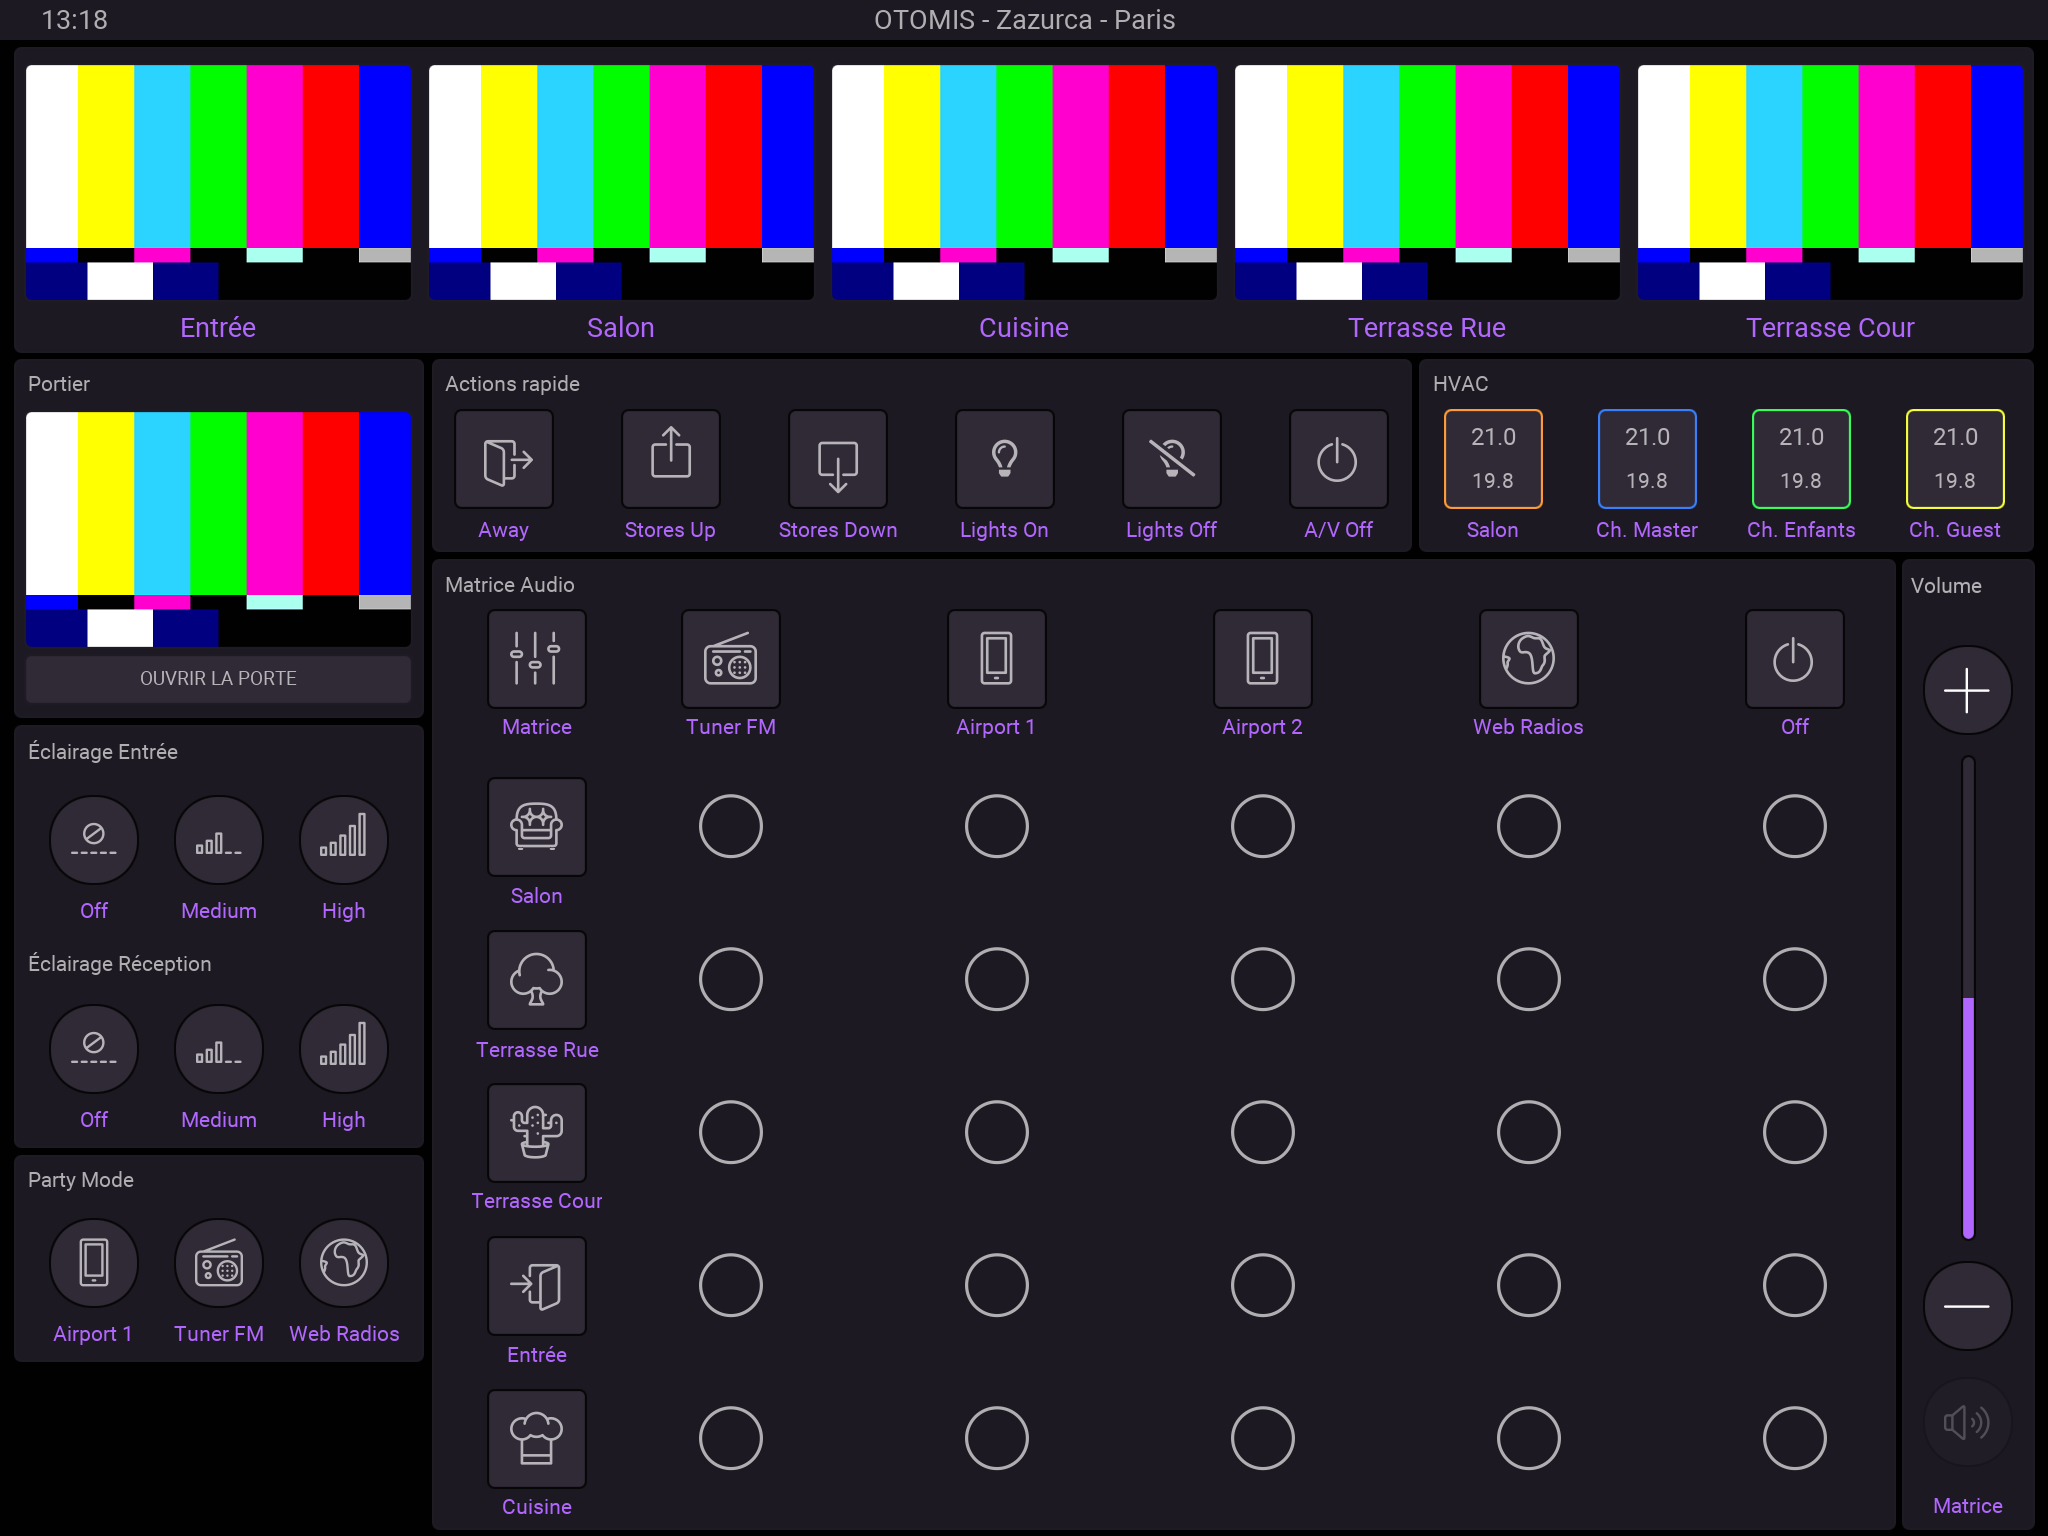 13:18
OTOMIS - Zazurca - Paris
Entrée
Salon
Cuisine
Terrasse Rue
Terrasse Cour
Portier
OUVRIR LA PORTE
Actions rapide
Away
Stores Up
Stores Down
Lights On
Lights Off
A/V Off
HVAC
21.0
19.8
Salon
21.0
19.8
Ch. Master
21.0
19.8
Ch. Enfants
21.0
19.8
Ch. Guest
Éclairage Entrée
Off
Medium
High
Éclairage Réception
Off
Medium
High
Party Mode
Airport 1
Tuner FM
Web Radios
Matrice Audio
Matrice
Tuner FM
Airport 1
Airport 2
Web Radios
Off
Salon
Terrasse Rue
Terrasse Cour
Entrée
Cuisine
Volume
Matrice